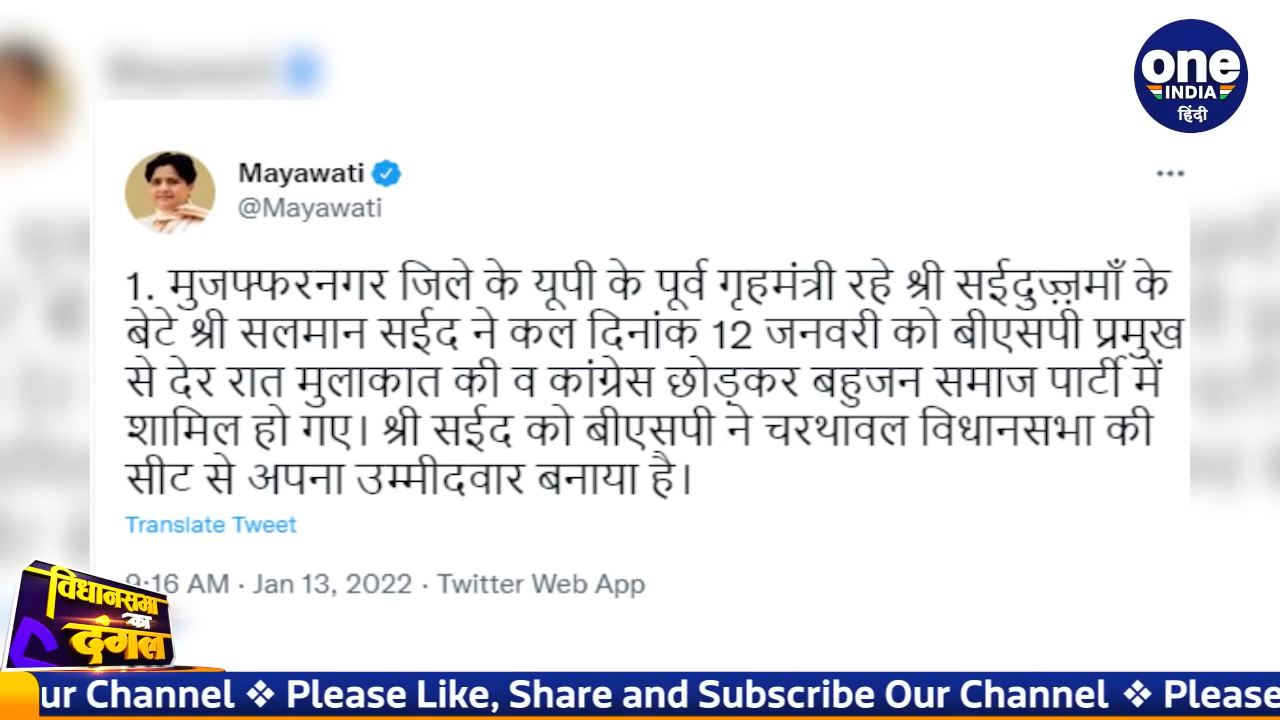 one
INDIA
हिंदी
Mayawati
@Mayawati
1. मुजफ्फरनगर जिले के यूपी के पूर्व गृहमंत्री रहे श्री सईदुज़्ज़माँ के
बेटे श्री सलमान सईद ने कल दिनांक 12 जनवरी को बीएसपी प्रमुख
से देर रात मुलाकात की व कांग्रेस छोड़कर बहुजन समाज पार्टी में
शामिल हो गए। श्री सईद को बीएसपी ने चरथावल विधानसभा की
सीट से अपना उम्मीदवार बनाया है।
Translate Tweet
9:16 AM · Jan 13, 2022 · Twitter Web App
विधानसभा
का
दंगल
ur Channel ❖ Please Like, Share and Subscribe Our Channel ❖ Please